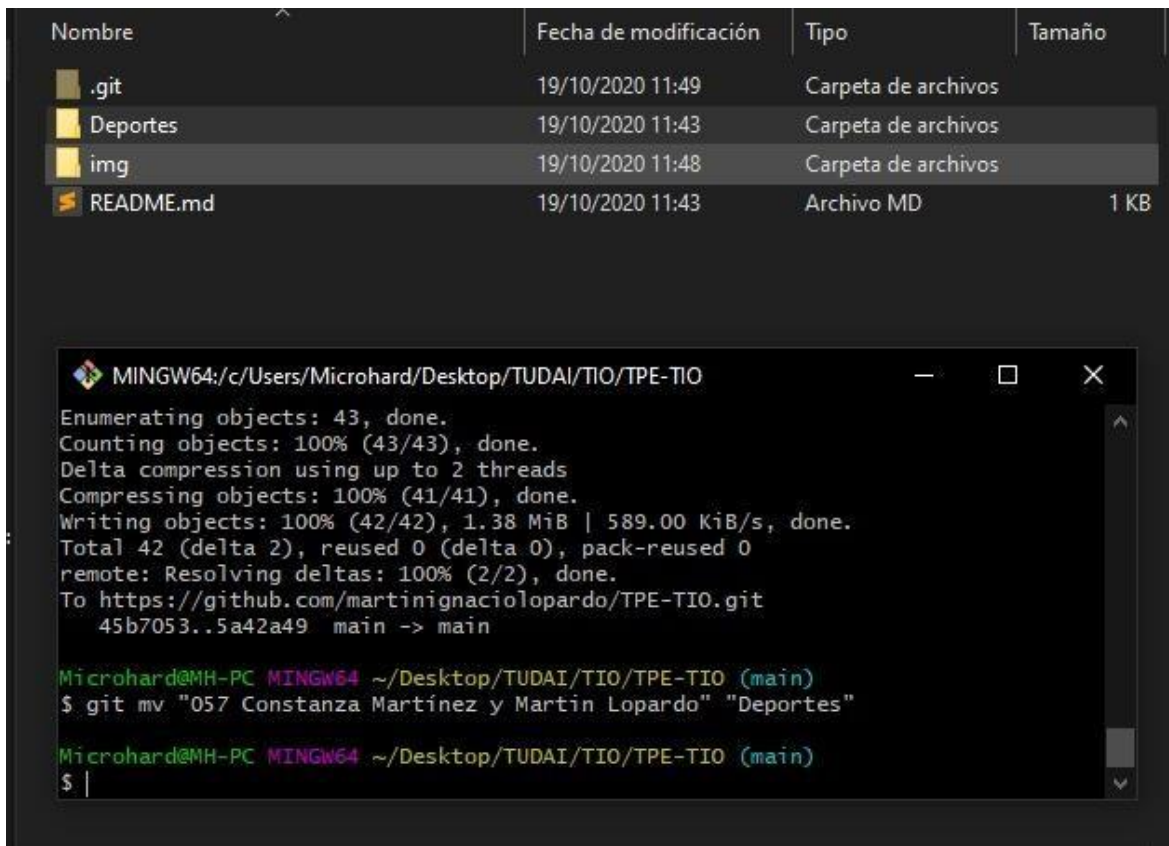 Nombre Fecha de modificación Tipo Tamaño
.git 19/10/2020 11:49 Carpeta de archivos
Deportes 19/10/2020 11:43 Carpeta de archivos
img 19/10/2020 11:48 Carpeta de archivos
README.md 19/10/2020 11:43 Archivo MD 1 KB
MINGW64:/c/Users/Microhard/Desktop/TUDAI/TIO/TPE-TIO
Enumerating objects: 43, done.
Counting objects: 100% (43/43), done.
Delta compression using up to 2 threads
Compressing objects: 100% (41/41), done.
Writing objects: 100% (42/42), 1.38 MiB | 589.00 KiB/s, done.
Total 42 (delta 2), reused 0 (delta 0), pack-reused 0
remote: Resolving deltas: 100% (2/2), done.
To https://github.com/martinignaciolopardo/TPE-TIO.git
45b7053..5a42a49 main -> main
Microhard@MH-PC MINGW64 ~/Desktop/TUDAI/TIO/TPE-TIO (main)
$ git mv "057 Constanza Martínez y Martin Lopardo" "Deportes"
Microhard@MH-PC MINGW64 ~/Desktop/TUDAI/TIO/TPE-TIO (main)
$